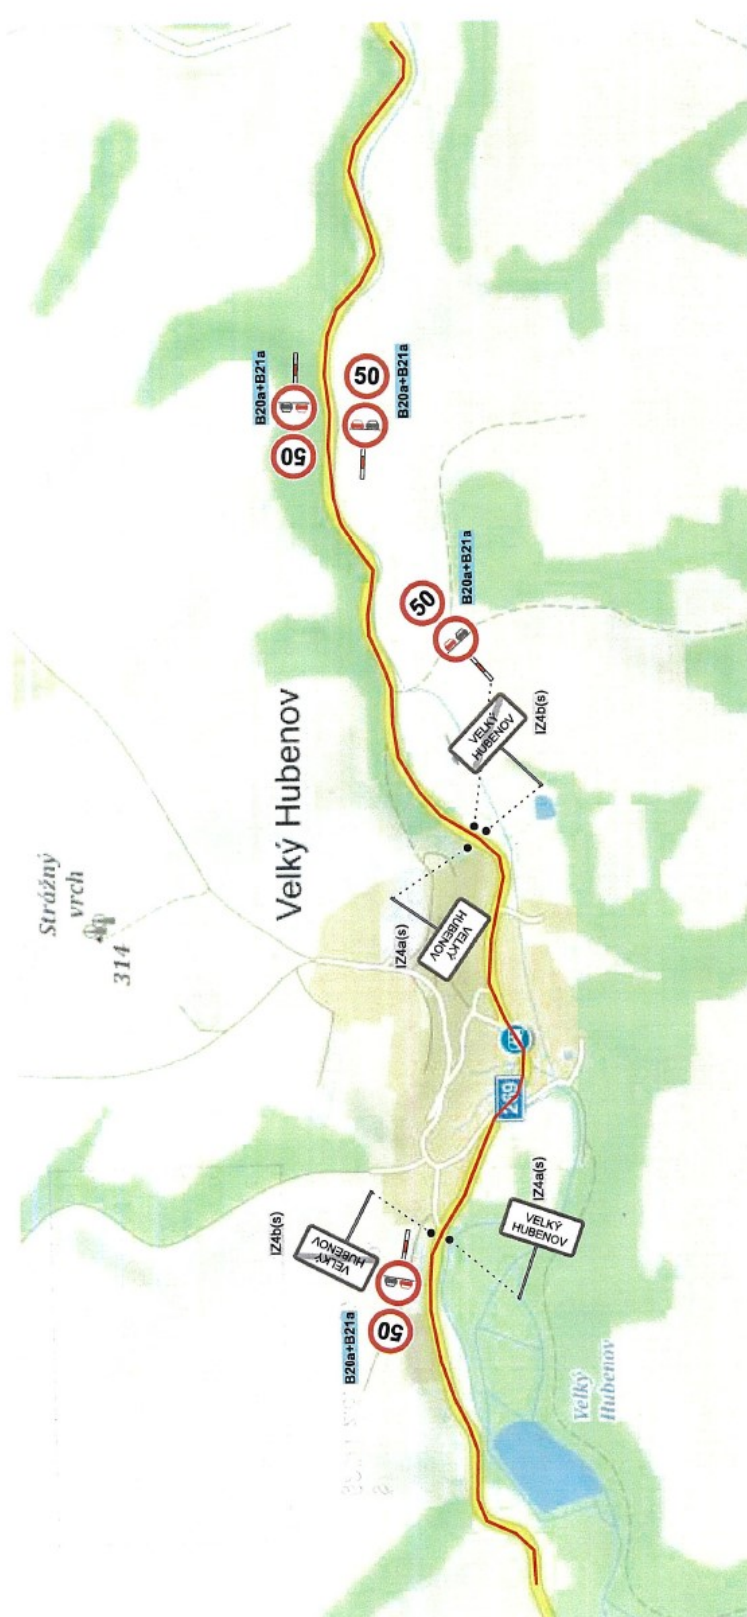 B20a+B21a
50
50
B20a+B21a
50
B20a+B21a
VELKÝ
HUBENOV
IZ4b(s)
Velký Hubenov
Strážný
vrch
314
IZ4a(s)
VELKÝ
HUBENOV
269
IZ4b(s)
VELKÝ
HUBENOV
IZ4a(s)
VELKÝ
HUBENOV
B20a+B21a
50
Velký
Hubenov